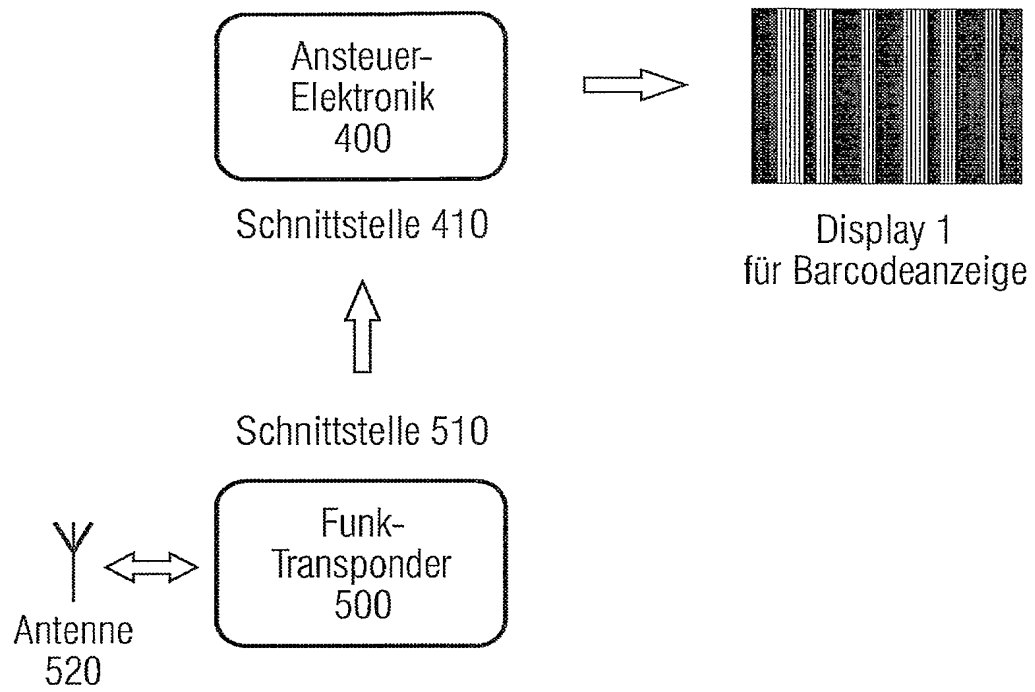 Ansteuer-
Elektronik
400
Schnittstelle 410
Display 1
für Barcodeanzeige
Schnittstelle 510
Funk-
Transponder
500
Antenne
520